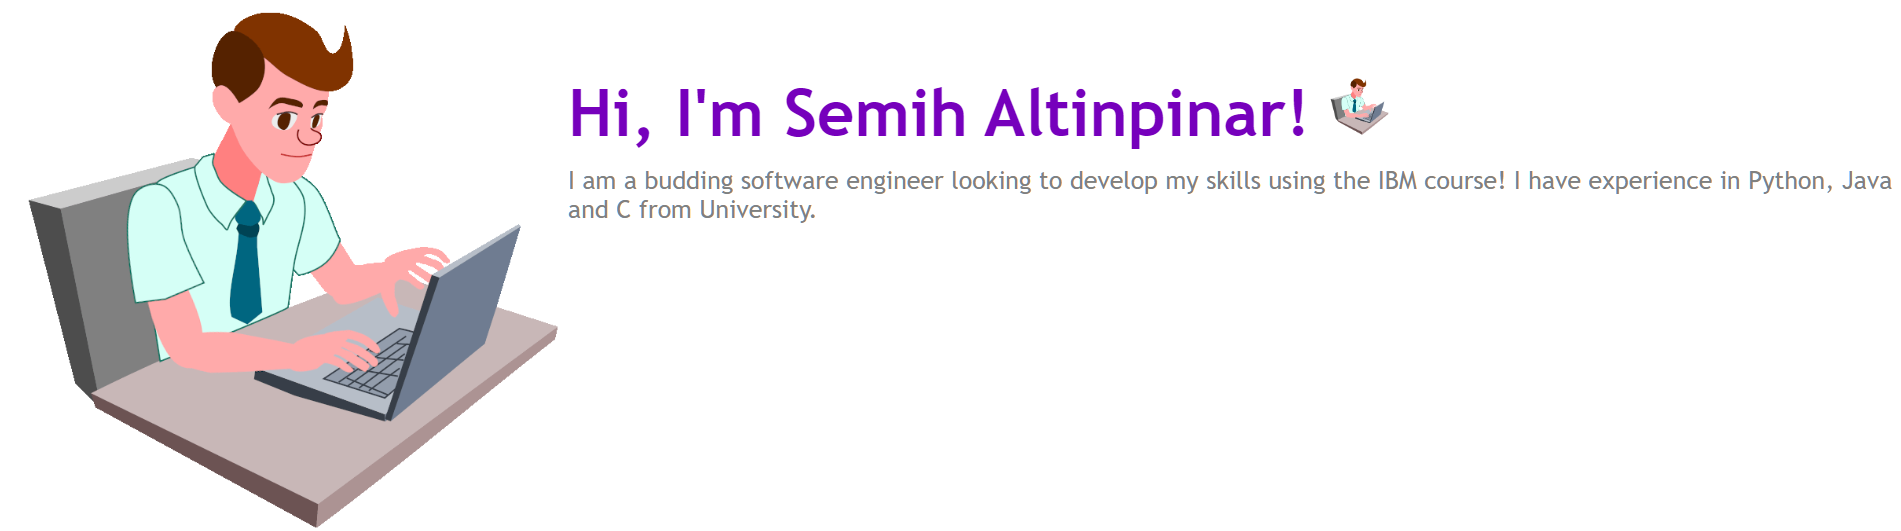 Hi, I'm Semih Altinpinar!
I am a budding software engineer looking to develop my skills using the IBM course! I have experience in Python, Java
and C from University.